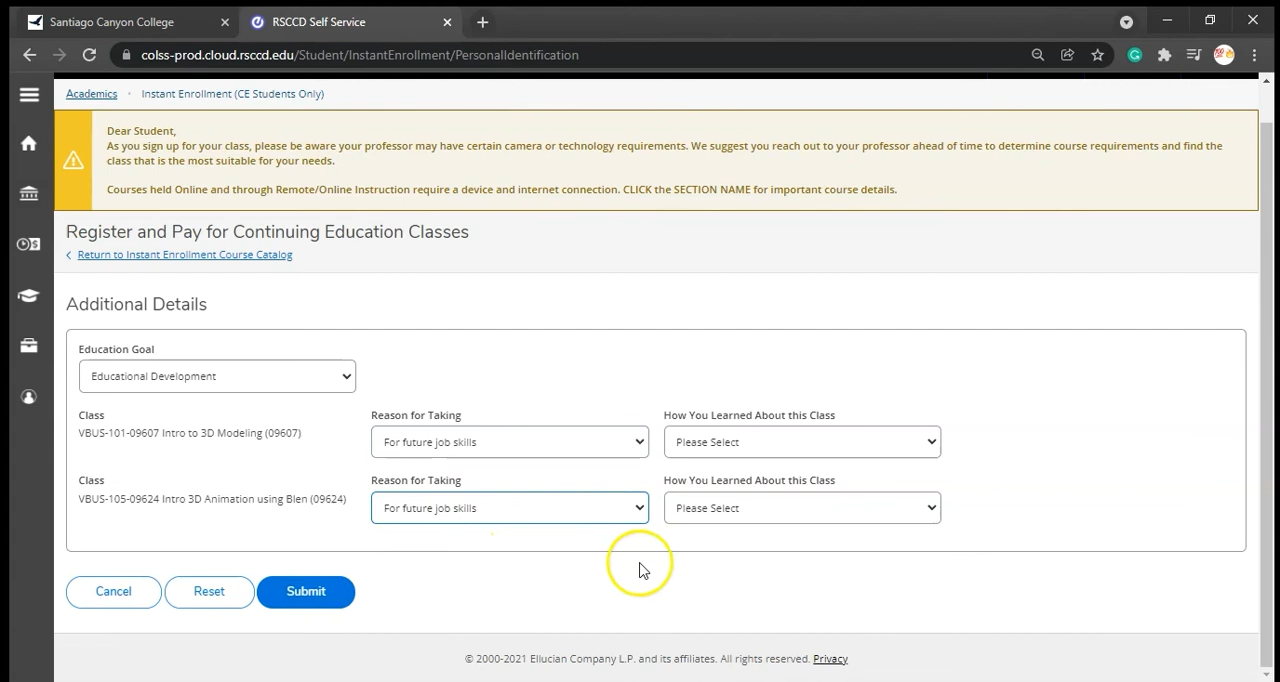 Santiago Canyon College
RSCCD Self Service
colss-prod.cloud.rsccd.edu/Student/InstantEnrollment/PersonalIdentification
Academics · Instant Enrollment (CE Students Only)
Dear Student,
As you sign up for your class, please be aware your professor may have certain camera or technology requirements. We suggest you reach out to your professor ahead of time to determine course requirements and find the
class that is the most suitable for your needs.
Courses held Online and through Remote/Online Instruction require a device and internet connection. CLICK the SECTION NAME for important course details.
Register and Pay for Continuing Education Classes
Return to Instant Enrollment Course Catalog
Additional Details
Education Goal
Educational Development
Class Reason for Taking How You Learned About this Class
VBUS-101-09607 Intro to 3D Modeling (09607) For future job skills Please Select
Class Reason for Taking How You Learned About this Class
VBUS-105-09624 Intro 3D Animation using Blen (09624) For future job skills Please Select
Cancel Reset Submit
© 2000-2021 Ellucian Company L.P. and its affiliates. All rights reserved. Privacy